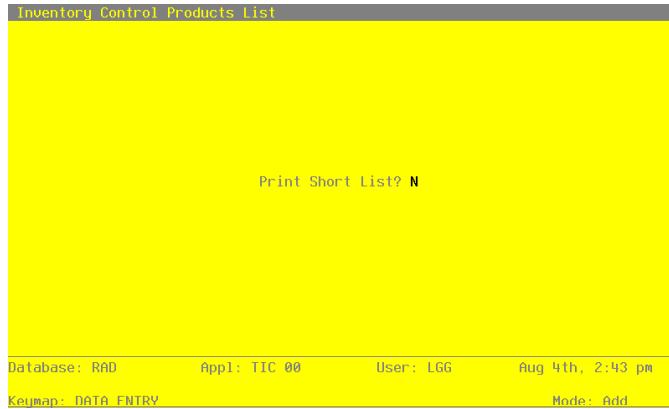 Inventory Control Products List
Print Short List? N
Database: RAD Appl: TIC 00 User: LGG Aug 4th, 2:43 pm
Keymap: DATA ENTRY Mode: Add